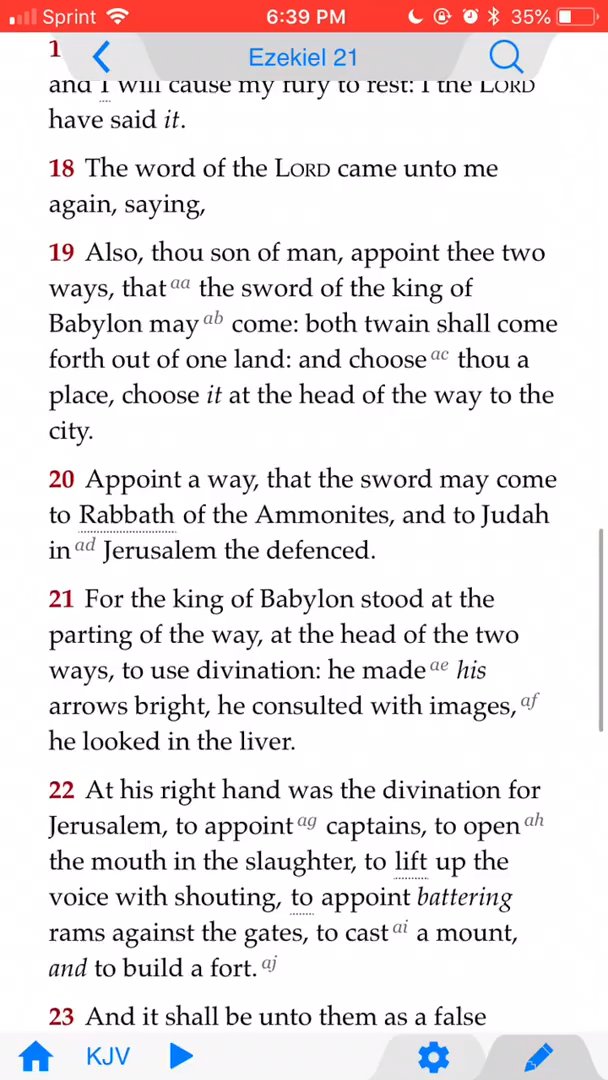 Sprint 6:39 PM 35%
Ezekiel 21
1
and I will cause my fury to rest: I the LORD
have said it.
18 The word of the LORD came unto me
again, saying,
19 Also, thou son of man, appoint thee two
ways, that aa the sword of the king of
Babylon may ab come: both twain shall come
forth out of one land: and choose ac thou a
place, choose it at the head of the way to the
city.
20 Appoint a way, that the sword may come
to Rabbath of the Ammonites, and to Judah
in ad Jerusalem the defenced.
21 For the king of Babylon stood at the
parting of the way, at the head of the two
ways, to use divination: he made ae his
arrows bright, he consulted with images, af
he looked in the liver.
22 At his right hand was the divination for
Jerusalem, to appoint ag captains, to open ah
the mouth in the slaughter, to lift up the
voice with shouting, to appoint battering
rams against the gates, to cast ai a mount,
and to build a fort. aj
23 And it shall be unto them as a false
KJV